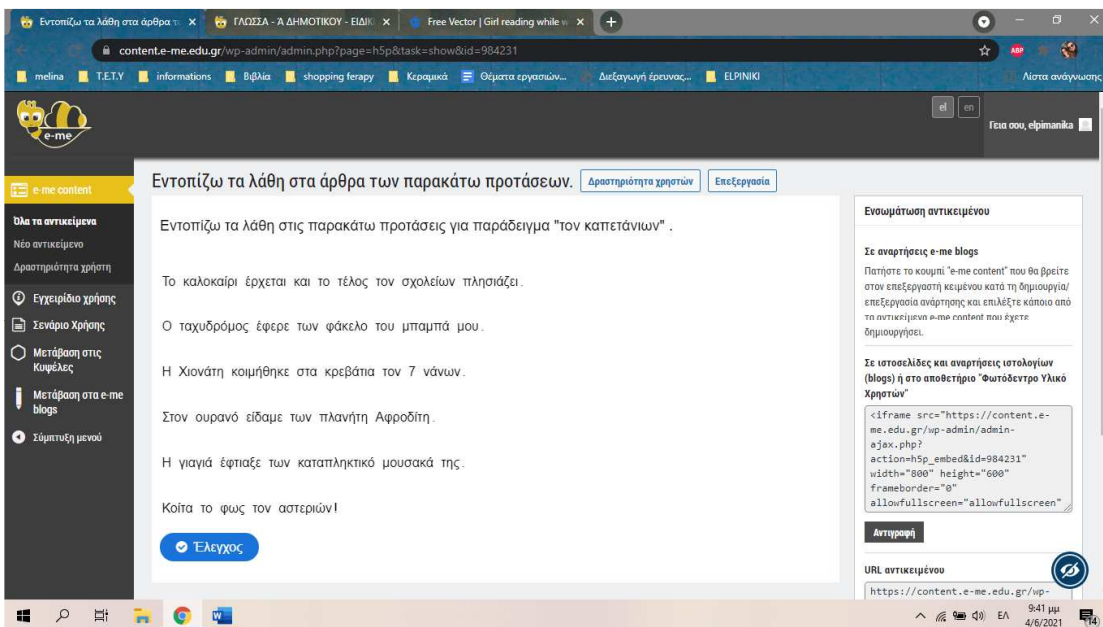 Εντοπίζω τα λάθη στα άρθρα τ
ΓΛΩΣΣΑ - Ά ΔΗΜΟΤΙΚΟΥ - ΕΙΔΙΚ
Free Vector | Girl reading while w
content.e-me.edu.gr/wp-admin/admin.php?page=h5p&task=show&id=984231
ABP
melina T.E.T.Y informations Βιβλία shopping ferapy Κεραμικά Θέματα εργασιών... Διεξαγωγή έρευνας... ELPINIKI Λίστα ανάγνωσης
e-me
el en
Γεια σου, elpimanika
e-me content
Όλα τα αντικείμενα
Νέο αντικείμενο
Δραστηριότητα χρήστη
Εγχειρίδιο χρήσης
Σενάριο Χρήσης
Μετάβαση στις
Κυψέλες
Μετάβαση στα e-me
blogs
Σύμπτυξη μενού
Εντοπίζω τα λάθη στα άρθρα των παρακάτω προτάσεων. Δραστηριότητα χρηστών Επεξεργασία
Εντοπίζω τα λάθη στις παρακάτω προτάσεις για παράδειγμα "τον καπετάνιων" .
Το καλοκαίρι έρχεται και το τέλος τον σχολείων πλησιάζει.
Ο ταχυδρόμος έφερε των φάκελο του μπαμπά μου.
Η Χιονάτη κοιμήθηκε στα κρεβάτια τον 7 νάνων.
Στον ουρανό είδαμε των πλανήτη Αφροδίτη.
Η γιαγιά έφτιαξε των καταπληκτικό μουσακά της.
Κοίτα το φως τον αστεριών!
Έλεγχος
Ενσωμάτωση αντικειμένου
Σε αναρτήσεις e-me blogs
Πατήστε το κουμπί "e-me content" που θα βρείτε
στον επεξεργαστή κειμένου κατά τη δημιουργία/
επεξεργασία ανάρτησης και επιλέξτε κάποιο από
τα αντικείμενα e-me content που έχετε
δημιουργήσει.
Σε ιστοσελίδες και αναρτήσεις ιστολογίων
(blogs) ή στο αποθετήριο "Φωτόδεντρο Υλικό
Χρηστών"
<iframe src="https://content.e-
me.edu.gr/wp-admin/admin-
ajax.php?
action=h5p_embed&id=984231"
width="800" height="600"
frameborder="0"
allowfullscreen="allowfullscreen"
Αντιγραφή
URL αντικειμένου
https://content.e-me.edu.gr/wp-
W
ΕΛ
9:41 μμ
4/6/2021
14